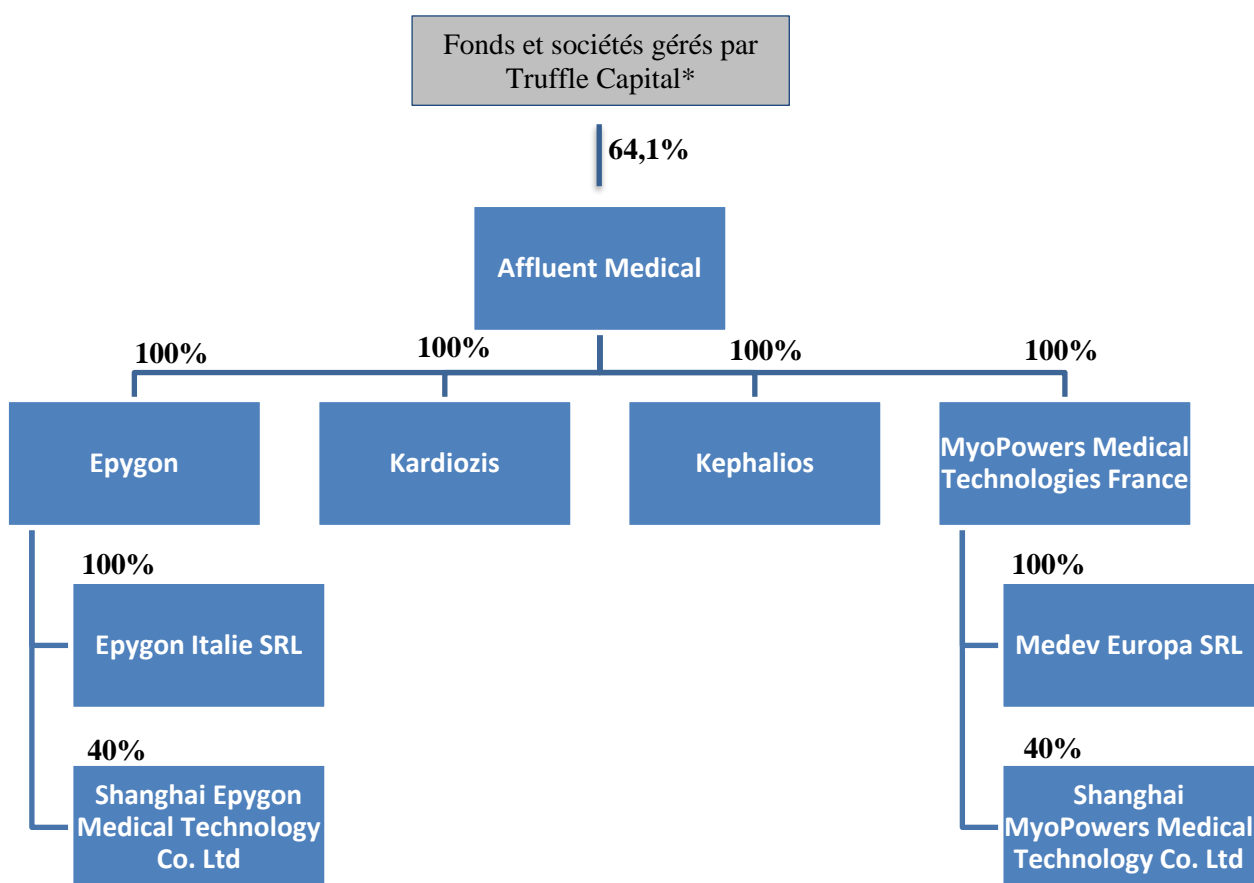 Fonds et sociétés gérés par
Truffle Capital*
64,1%
Affluent Medical
100%
100%
100%
100%
Epygon
Kardiozis
Kephalios
MyoPowers Medical
Technologies France
100%
100%
Epygon Italie SRL
Medev Europa SRL
40%
40%
Shanghai Epygon
Medical Technology
Co. Ltd
Shanghai
MyoPowers Medical
Technology Co. Ltd